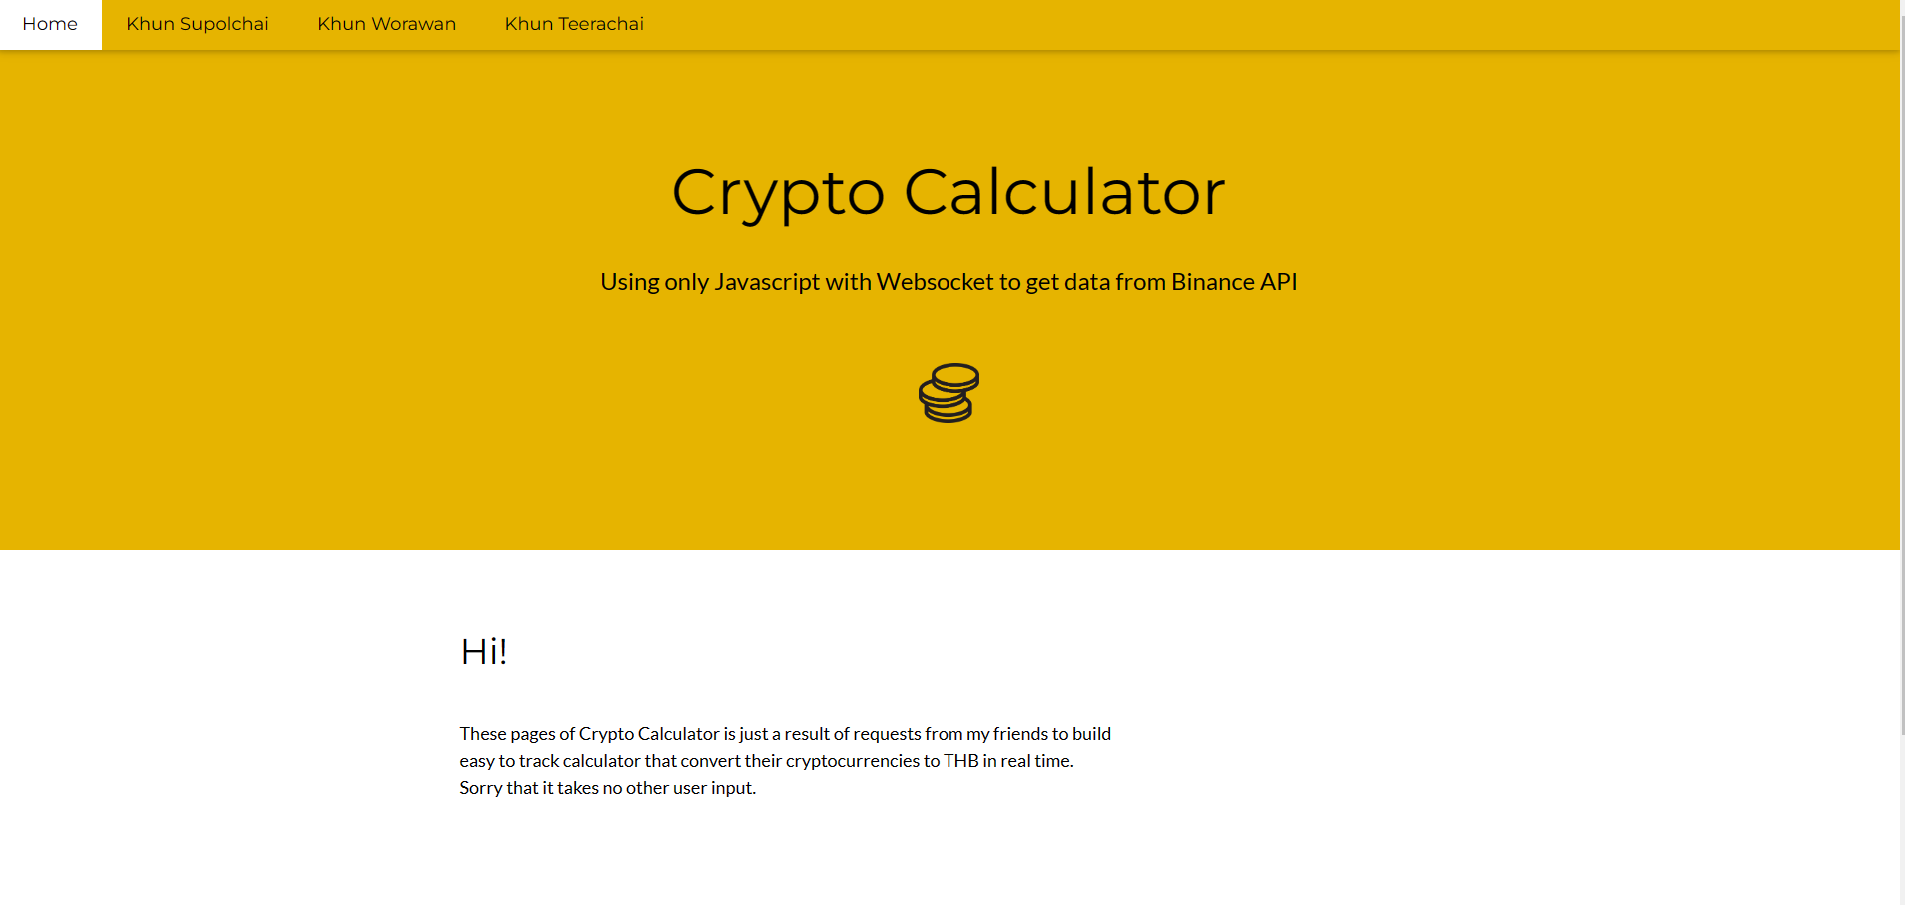 Home Khun Supolchai Khun Worawan Khun Teerachai
Crypto Calculator
Using only Javascript with Websocket to get data from Binance API
Hi!
These pages of Crypto Calculator is just a result of requests from my friends to build
easy to track calculator that convert their cryptocurrencies to THB in real time.
Sorry that it takes no other user input.